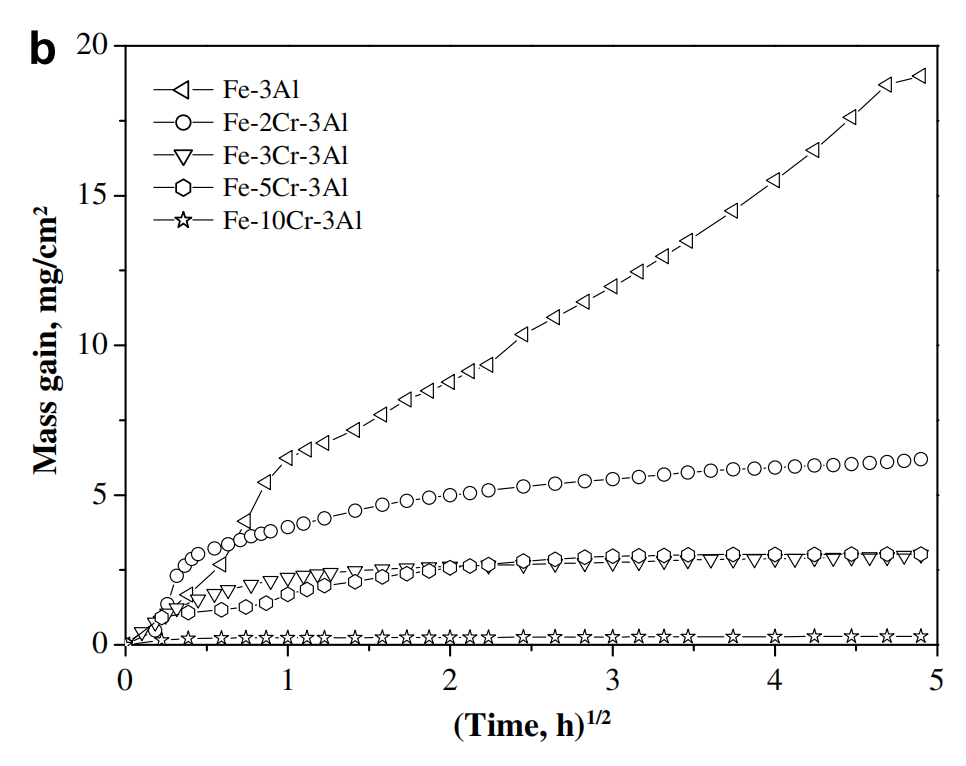 b
20
15
10
5
0
Mass gain, mg/cm²
Fe-3Al
Fe-2Cr-3Al
Fe-3Cr-3Al
Fe-5Cr-3Al
Fe-10Cr-3Al
0 1 2 3 4 5
(Time, h)^1/2